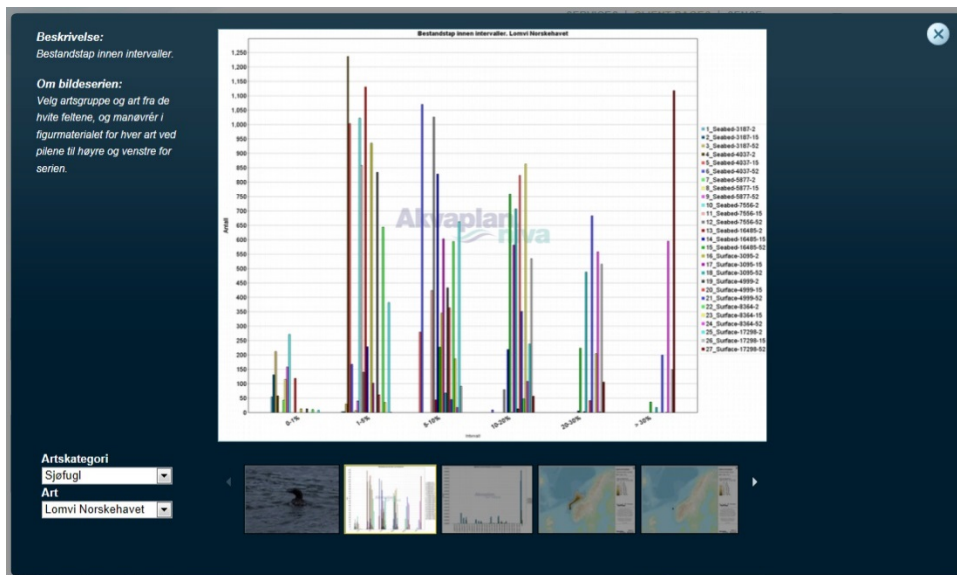 Beskrivelse:
Bestandstap innen intervaller.
Om bildeserien:
Velg artsgruppe og art fra de
hvite feltene, og manøvrér i
figurmaterialet for hver art ved
pilene til høyre og venstre for
serien.
Bestandstap innen intervaller. Lomvi Norskehavet
1,250
1,200
1,150
1,100
1,050
1,000
950
900
850
800
750
700
650
600
550
500
450
400
350
300
250
200
150
100
50
0
Antall
Akvaplan
niva
0-1%
1-5%
5-10%
10-20%
20-30%
> 30%
1_Seabed-3187-2
2_Seabed-3187-15
3_Seabed-3187-52
4_Seabed-4037-2
5_Seabed-4037-15
6_Seabed-4037-52
7_Seabed-5877-2
8_Seabed-5877-15
9_Seabed-5877-52
10_Seabed-7556-2
11_Seabed-7556-15
12_Seabed-7556-52
13_Seabed-16485-2
14_Seabed-16485-15
15_Seabed-16485-52
16_Surface-3095-2
17_Surface-3095-15
18_Surface-3095-52
19_Surface-4999-2
20_Surface-4999-15
21_Surface-4999-52
22_Surface-8364-2
23_Surface-8364-15
24_Surface-8364-52
25_Surface-17298-2
26_Surface-17298-15
27_Surface-17298-52
Artskategori
Sjøfugl
Art
Lomvi Norskehavet